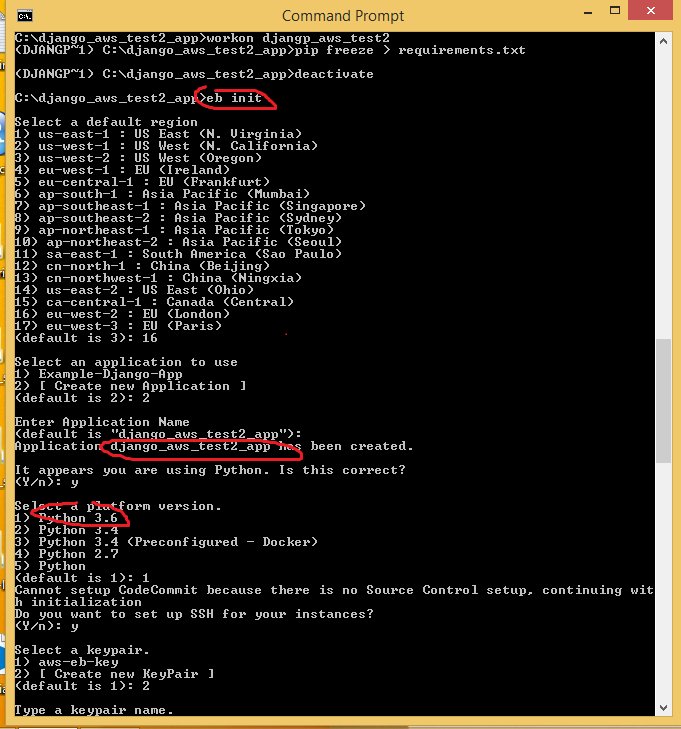 Command Prompt
C:\django_aws_test2_app>workon djangp_aws_test2
(DJANGP~1) C:\django_aws_test2_app>pip freeze > requirements.txt
(DJANGP~1) C:\django_aws_test2_app>deactivate
C:\django_aws_test2_app>eb init
Select a default region
1) us-east-1 : US East (N. Virginia)
2) us-west-1 : US West (N. California)
3) us-west-2 : US West (Oregon)
4) eu-west-1 : EU (Ireland)
5) eu-central-1 : EU (Frankfurt)
6) ap-south-1 : Asia Pacific (Mumbai)
7) ap-southeast-1 : Asia Pacific (Singapore)
8) ap-southeast-2 : Asia Pacific (Sydney)
9) ap-northeast-1 : Asia Pacific (Tokyo)
10) ap-northeast-2 : Asia Pacific (Seoul)
11) sa-east-1 : South America (Sao Paulo)
12) cn-north-1 : China (Beijing)
13) cn-northwest-1 : China (Ningxia)
14) us-east-2 : US East (Ohio)
15) ca-central-1 : Canada (Central)
16) eu-west-2 : EU (London)
17) eu-west-3 : EU (Paris)
(default is 3): 16
Select an application to use
1) Example-Django-App
2) [ Create new Application ]
(default is 2): 2
Enter Application Name
(default is "django_aws_test2_app"):
Application django_aws_test2_app has been created.
It appears you are using Python. Is this correct?
(Y/n): y
Select a platform version.
1) Python 3.6
2) Python 3.4
3) Python 3.4 (Preconfigured - Docker)
4) Python 2.7
5) Python
(default is 1): 1
Cannot setup CodeCommit because there is no Source Control setup, continuing wit
h initialization
Do you want to set up SSH for your instances?
(Y/n): y
Select a keypair.
1) aws-eb-key
2) [ Create new KeyPair ]
(default is 1): 2
Type a keypair name.